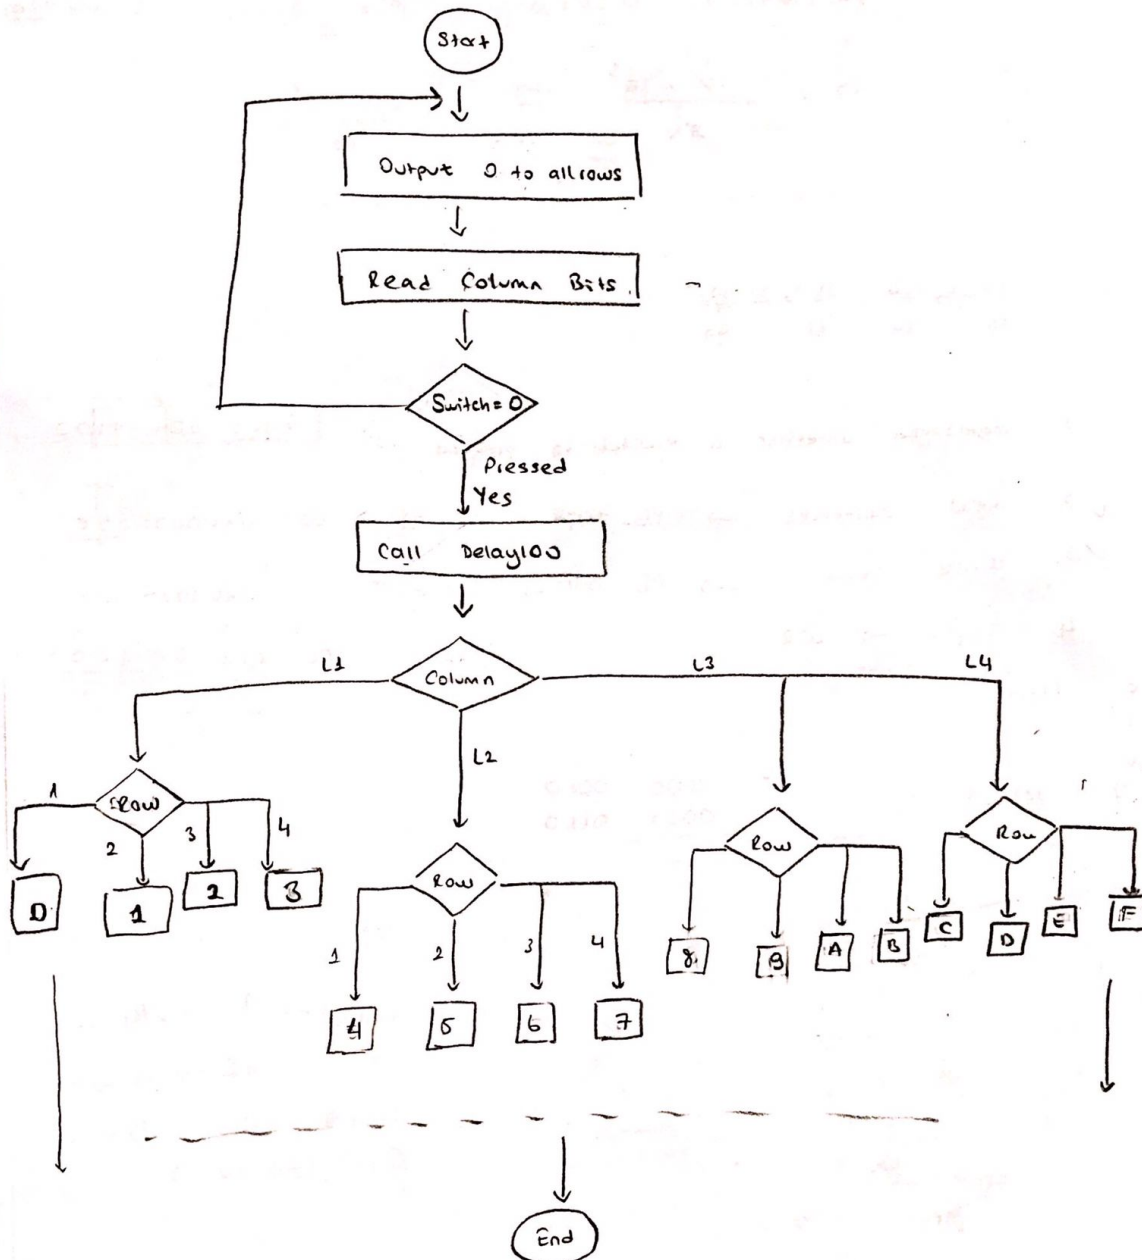 Start
Output 0 to all rows
Read Column Bits.
Switch = 0
Pressed
Yes
Call Delay100
Column
L1
L3
L4
L2
Row
1
2
3
4
Row
Row
0
1
2
3
Row
1
2
3
4
8
9
A
B
C
D
E
F
4
5
6
7
End